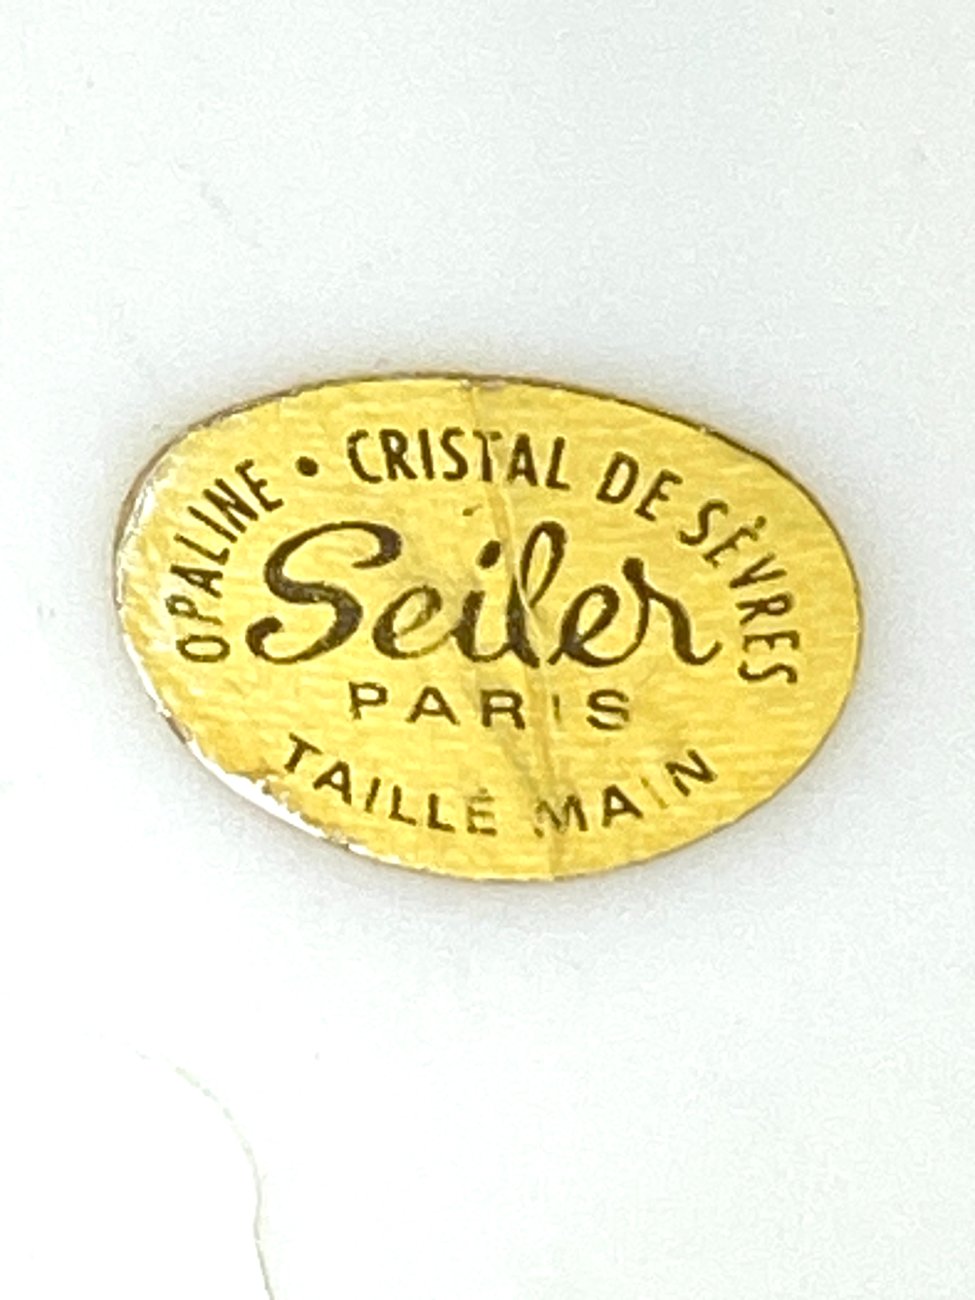 OPALINE • CRISTAL DE SÈVRES
Seiler
PARIS
TAILLÉ MAIN